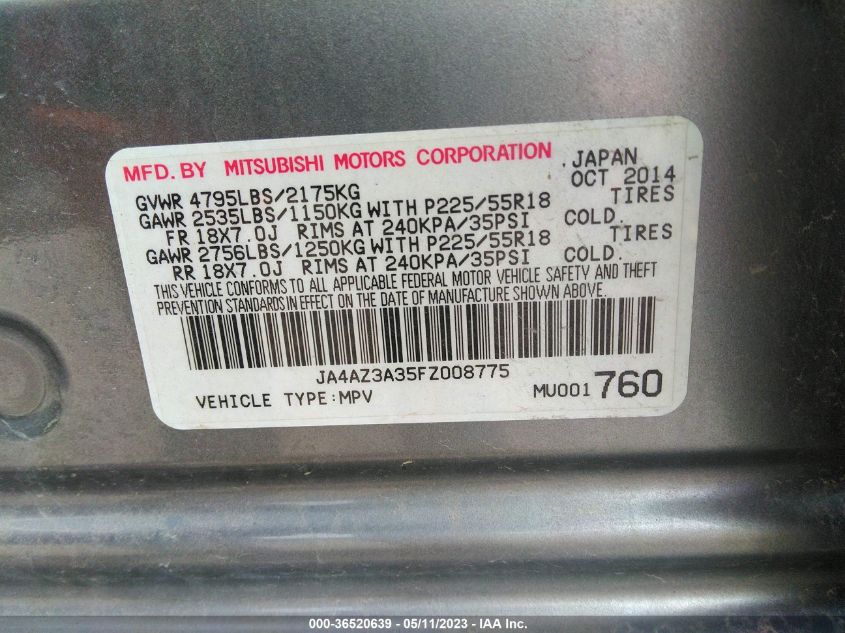 MFD. BY MITSUBISHI MOTORS CORPORATION .JAPAN
GVWR 4795LBS/2175KG OCT 2014
GAWR 2535LBS/1150KG WITH P225/55R18 TIRES
FR 18X7.0J RIMS AT 240KPA/35PSI COLD.
GAWR 2756LBS/1250KG WITH P225/55R18 TIRES
RR 18X7.0J RIMS AT 240KPA/35PSI COLD.
THIS VEHICLE CONFORMS TO ALL APPLICABLE FEDERAL MOTOR VEHICLE SAFETY AND THEFT
PREVENTION STANDARDS IN EFFECT ON THE DATE OF MANUFACTURE SHOWN ABOVE.
JA4AZ3A35FZ008775
VEHICLE TYPE:MPV MU001 760
000-36520639 - 05/11/2023 - IAA Inc.